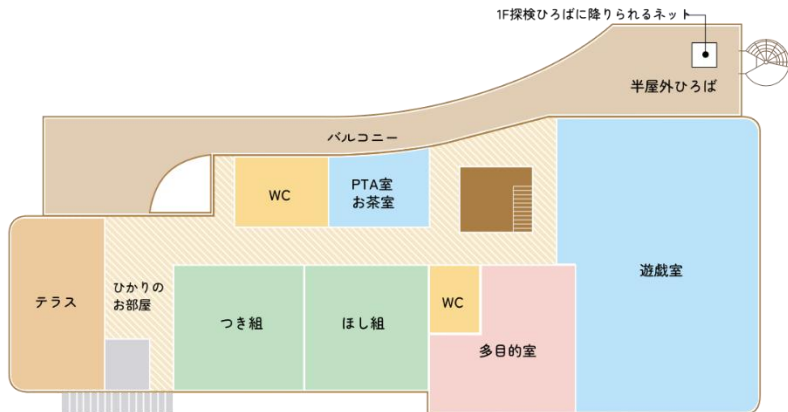 1F探検ひろばに降りられるネット
半屋外ひろば
バルコニー
WC
PTA室
お茶室
遊戯室
ひかりの
お部屋
テラス
つき組
ほし組
WC
多目的室